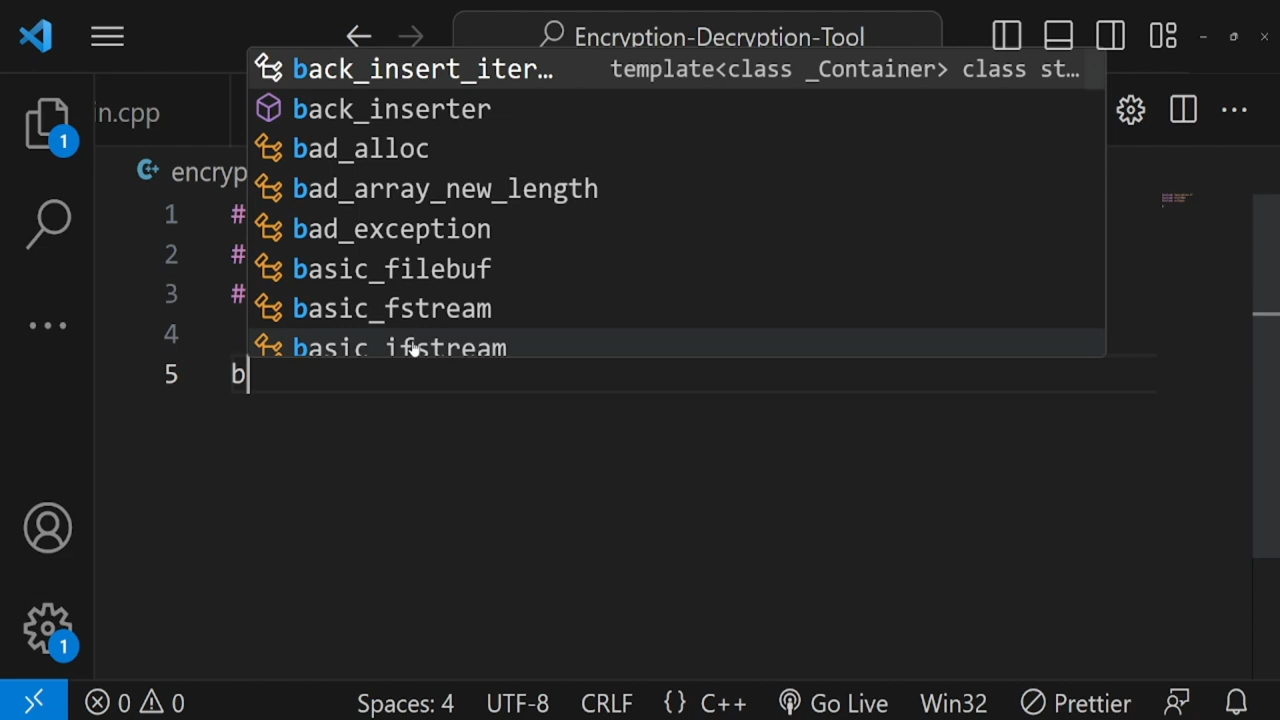 Encryption-Decryption-Tool
in.cpp
encryp
back_insert_iter... template<class _Container> class st...
back_inserter
bad_alloc
bad_array_new_length
bad_exception
basic_filebuf
basic_fstream
basic_ifstream
1 #
2 #
3 #
4
5 b
1
1
0 0 Spaces: 4 UTF-8 CRLF {} C++ Go Live Win32 Prettier